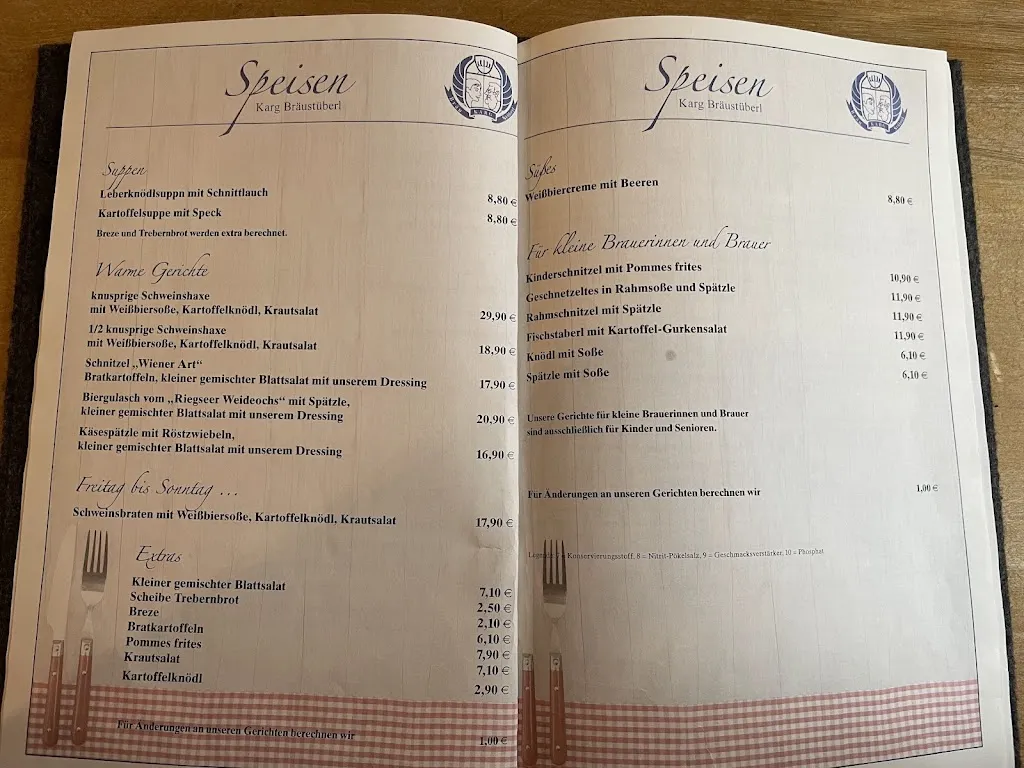 Speisen
Karg Bräustüberl
KARG
Suppen
Leberknödlsuppn mit Schnittlauch 8,80 €
Kartoffelsuppe mit Speck 8,80 €
Breze und Trebernbrot werden extra berechnet.
Warme Gerichte
knusprige Schweinshaxe
mit Weißbiersoße, Kartoffelknödl, Krautsalat 29,90 €
1/2 knusprige Schweinshaxe
mit Weißbiersoße, Kartoffelknödl, Krautsalat 18,90 €
Schnitzel „Wiener Art“
Bratkartoffeln, kleiner gemischter Blattsalat mit unserem Dressing 17,90 €
Biergulasch vom „Riegseer Weideochs“ mit Spätzle,
kleiner gemischter Blattsalat mit unserem Dressing 20,90 €
Käsespätzle mit Röstzwiebeln,
kleiner gemischter Blattsalat mit unserem Dressing 16,90 €
Freitag bis Sonntag ...
Schweinsbraten mit Weißbiersoße, Kartoffelknödl, Krautsalat 17,90 €
Extras
Kleiner gemischter Blattsalat 7,10 €
Scheibe Trebernbrot 2,50 €
Breze 2,10 €
Bratkartoffeln 6,10 €
Pommes frites 7,90 €
Krautsalat 7,10 €
Kartoffelknödl 2,90 €
Für Änderungen an unseren Gerichten berechnen wir 1,00 €
Speisen
Karg Bräustüberl
KARG
Süßes
Weißbiercreme mit Beeren 8,80 €
Für kleine Brauerinnen und Brauer
Kinderschnitzel mit Pommes frites 10,90 €
Geschnetzeltes in Rahmsoße und Spätzle 11,90 €
Rahmschnitzel mit Spätzle 11,90 €
Fischstaberl mit Kartoffel-Gurkensalat 11,90 €
Knödl mit Soße 6,10 €
Spätzle mit Soße 6,10 €
Unsere Gerichte für kleine Brauerinnen und Brauer
sind ausschließlich für Kinder und Senioren.
Für Änderungen an unseren Gerichten berechnen wir 1,00 €
Konservierungsstoff, 8 = Nitrit-Pökelsalz, 9 = Geschmacksverstärker, 10 = Phosphat